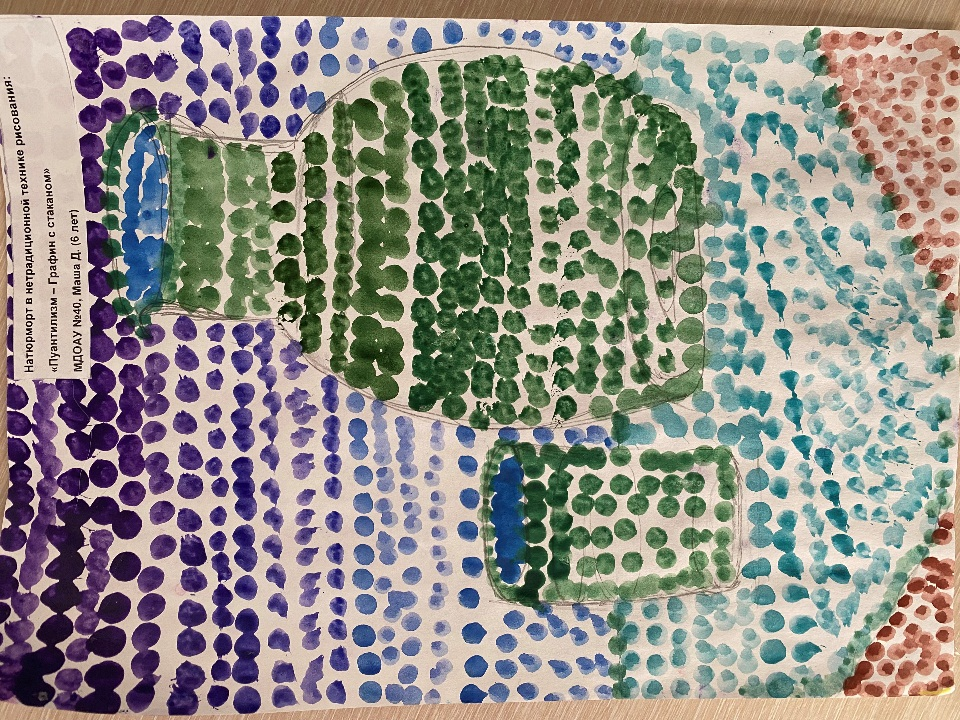 Натюрморт в нетрадиционной технике рисования:
«Пуантилизм – Графин с стаканом»
МДОАУ №40, Маша Д. (6 лет)